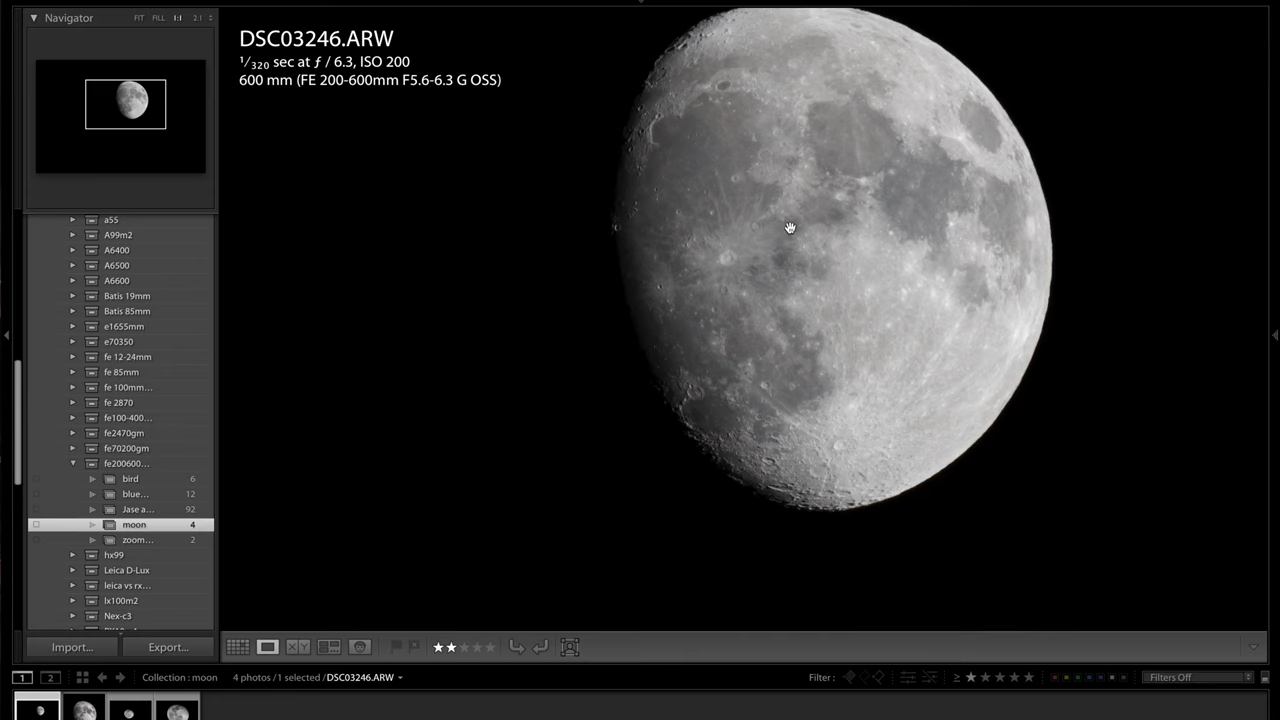 Navigator
FIT FILL 1:1 2:1
DSC03246.ARW
1/320 sec at ƒ / 6.3, ISO 200
600 mm (FE 200-600mm F5.6-6.3 G OSS)
a55
A99m2
A6400
A6500
A6600
Batis 19mm
Batis 85mm
e1655mm
e70350
fe 12-24mm
fe 85mm
fe 100mm...
fe 2870
fe100-400...
fe2470gm
fe70200gm
fe200600...
bird 6
blue... 12
Jase a... 92
moon 4
zoom... 2
hx99
Leica D-Lux
leica vs rx...
lx100m2
Nex-c3
Import...
Export...
XY
1 2
Collection : moon
4 photos / 1 selected / DSC03246.ARW
Filter :
≥
Filters Off